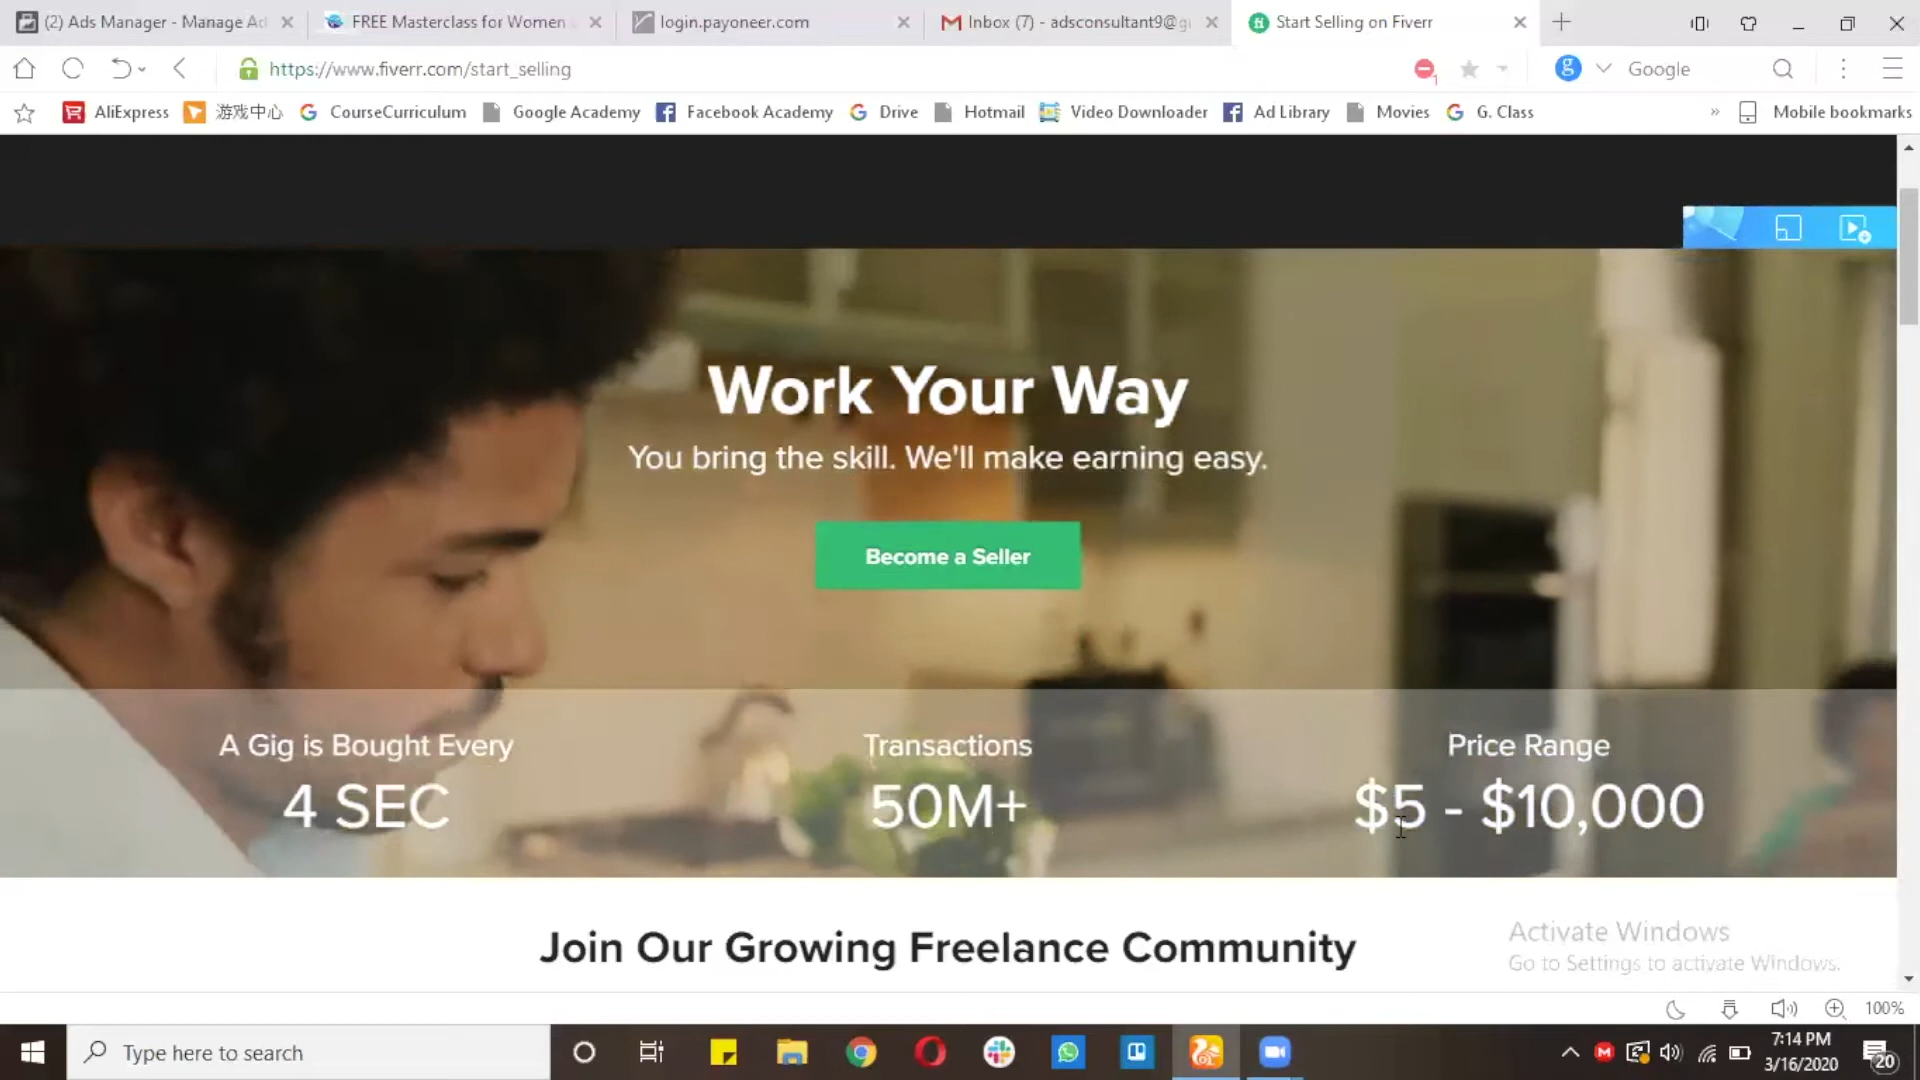 (2) Ads Manager - Manage Ad
FREE Masterclass for Women
login.payoneer.com
Inbox (7) - adsconsultant9@g
Start Selling on Fiverr
https://www.fiverr.com/start_selling
Google
AliExpress
游戏中心
CourseCurriculum
Google Academy
Facebook Academy
Drive
Hotmail
Video Downloader
Ad Library
Movies
G. Class
Mobile bookmarks
Work Your Way
You bring the skill. We'll make earning easy.
Become a Seller
A Gig is Bought Every
4 SEC
Transactions
50M+
Price Range
$5 - $10,000
Join Our Growing Freelance Community
Activate Windows
Go to Settings to activate Windows.
100%
Type here to search
7:14 PM
3/16/2020
20